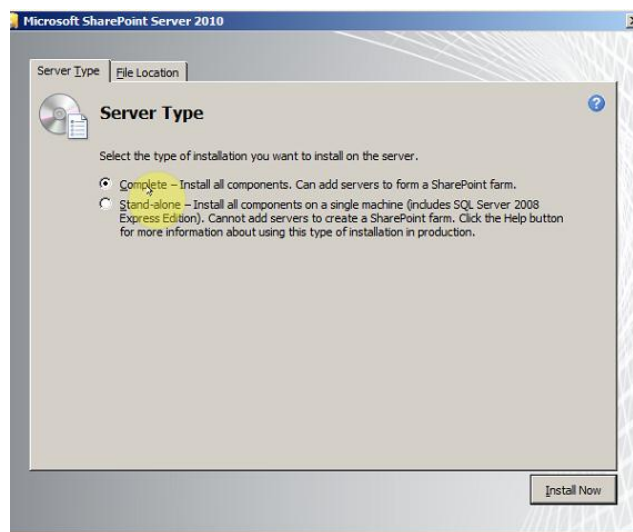 Microsoft SharePoint Server 2010
Server Type File Location
Server Type
Select the type of installation you want to install on the server.
Complete – Install all components. Can add servers to form a SharePoint farm.
Stand-alone – Install all components on a single machine (includes SQL Server 2008
Express Edition). Cannot add servers to create a SharePoint farm. Click the Help button
for more information about using this type of installation in production.
Install Now